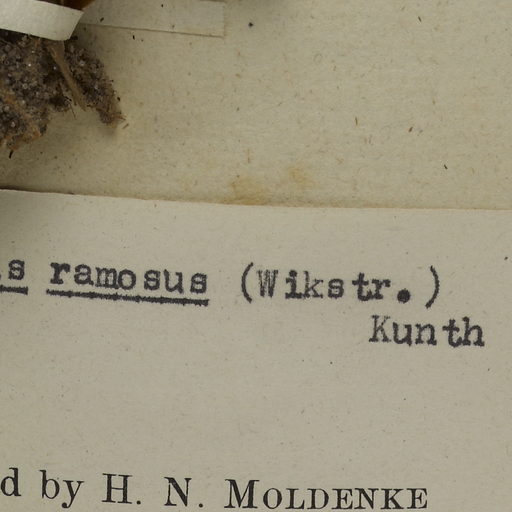 s ramosus (Wikstr.)
Kunth
d by H. N. MOLDENKE